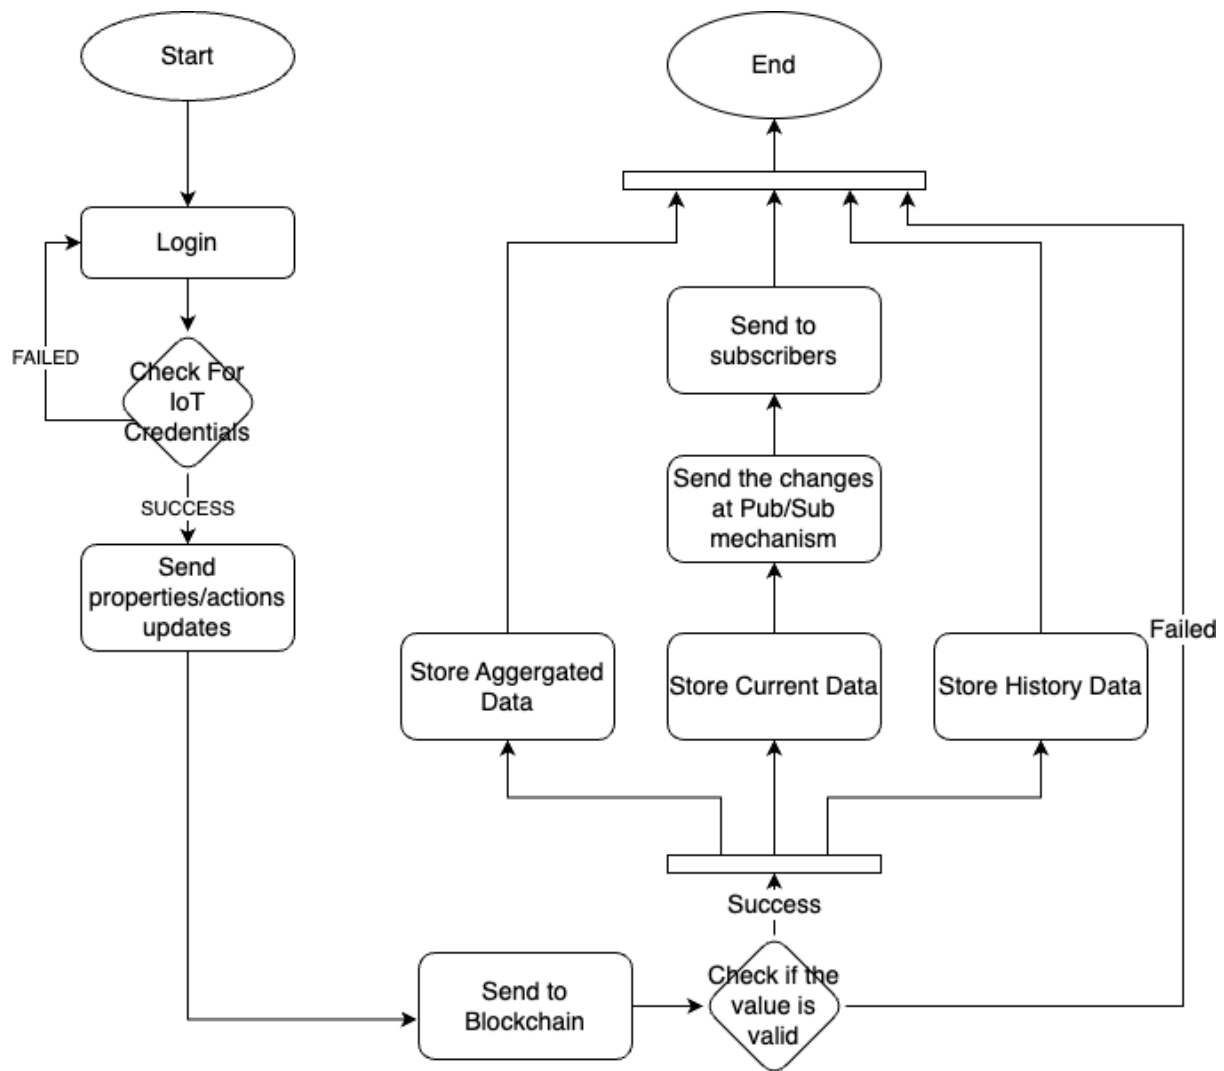 Start
Login
FAILED
Check For
IoT
Credentials
SUCCESS
Send
properties/actions
updates
Send to
Blockchain
Check if the
value is
valid
Success
Failed
Store Aggergated
Data
Store Current Data
Store History Data
Send the changes
at Pub/Sub
mechanism
Send to
subscribers
End